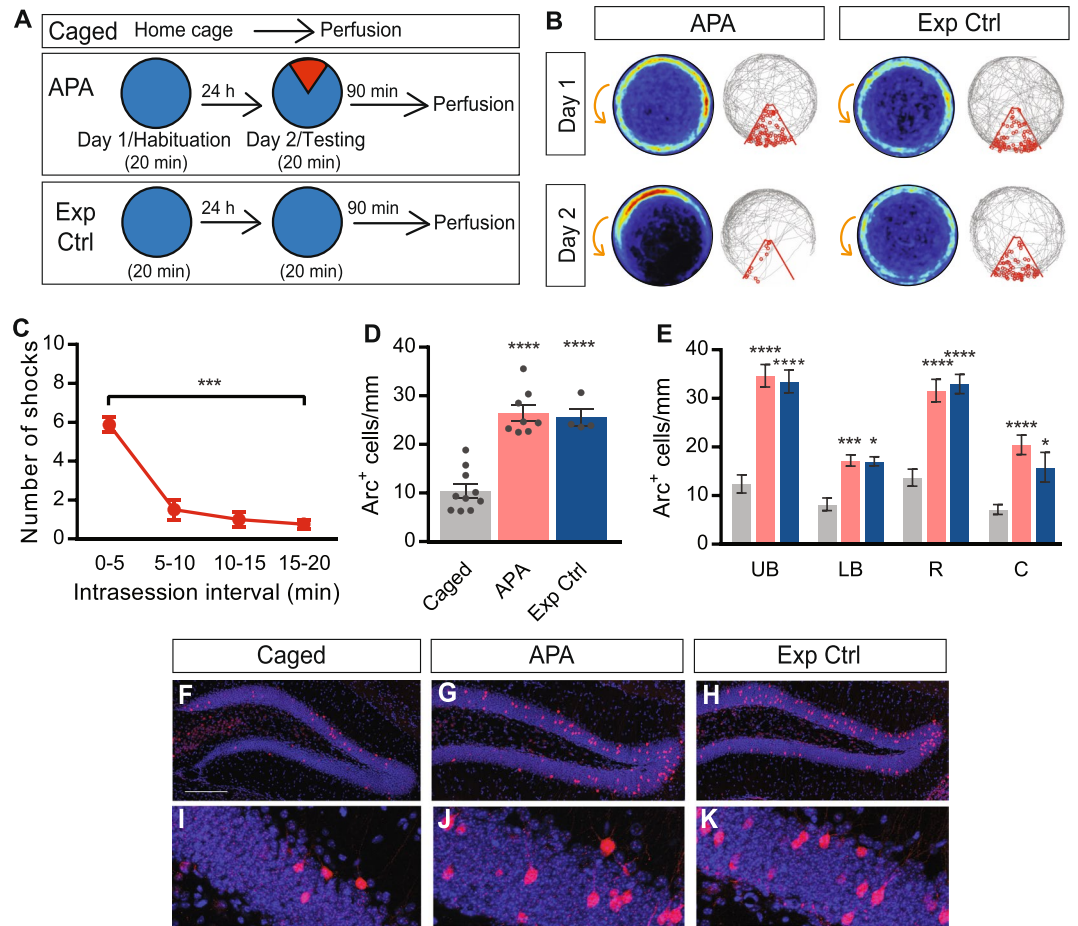 A
Caged Home cage Perfusion
APA
24 h
90 min
Perfusion
Day 1/Habituation
(20 min)
Day 2/Testing
(20 min)
Exp
Ctrl
24 h
90 min
Perfusion
(20 min)
(20 min)
B
APA
Exp Ctrl
Day 1
Day 2
C
Number of shocks
10
8
6
4
2
0
***
0-5 5-10 10-15 15-20
Intrasession interval (min)
D
Arc+ cells/mm
40
30
20
10
0
**** ****
Caged APA Exp Ctrl
E
Arc+ cells/mm
40
30
20
10
0
**** ****
*** *
**** ****
**** *
UB LB R C
Caged APA Exp Ctrl
F G H
I J K